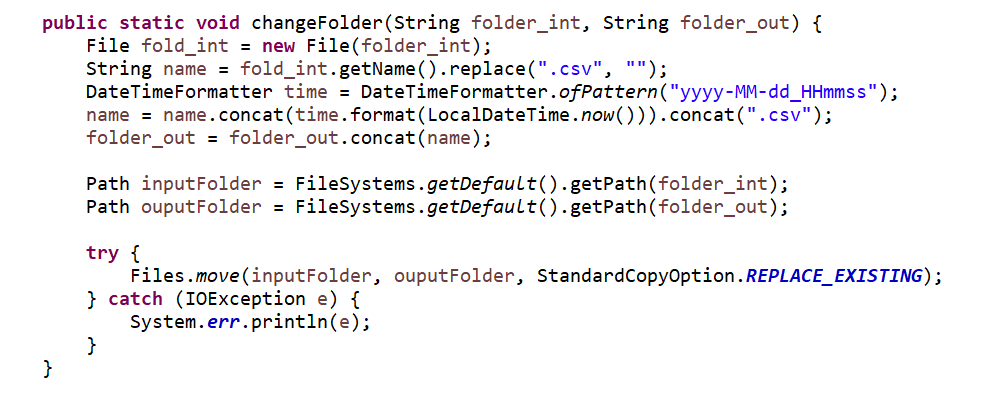 public static void changeFolder(String folder_int, String folder_out) {
    File fold_int = new File(folder_int);
    String name = fold_int.getName().replace(".csv", "");
    DateTimeFormatter time = DateTimeFormatter.ofPattern("yyyy-MM-dd_HHmmss");
    name = name.concat(time.format(LocalDateTime.now())).concat(".csv");
    folder_out = folder_out.concat(name);

    Path inputFolder = FileSystems.getDefault().getPath(folder_int);
    Path ouputFolder = FileSystems.getDefault().getPath(folder_out);

    try {
        Files.move(inputFolder, ouputFolder, StandardCopyOption.REPLACE_EXISTING);
    } catch (IOException e) {
        System.err.println(e);
    }
}